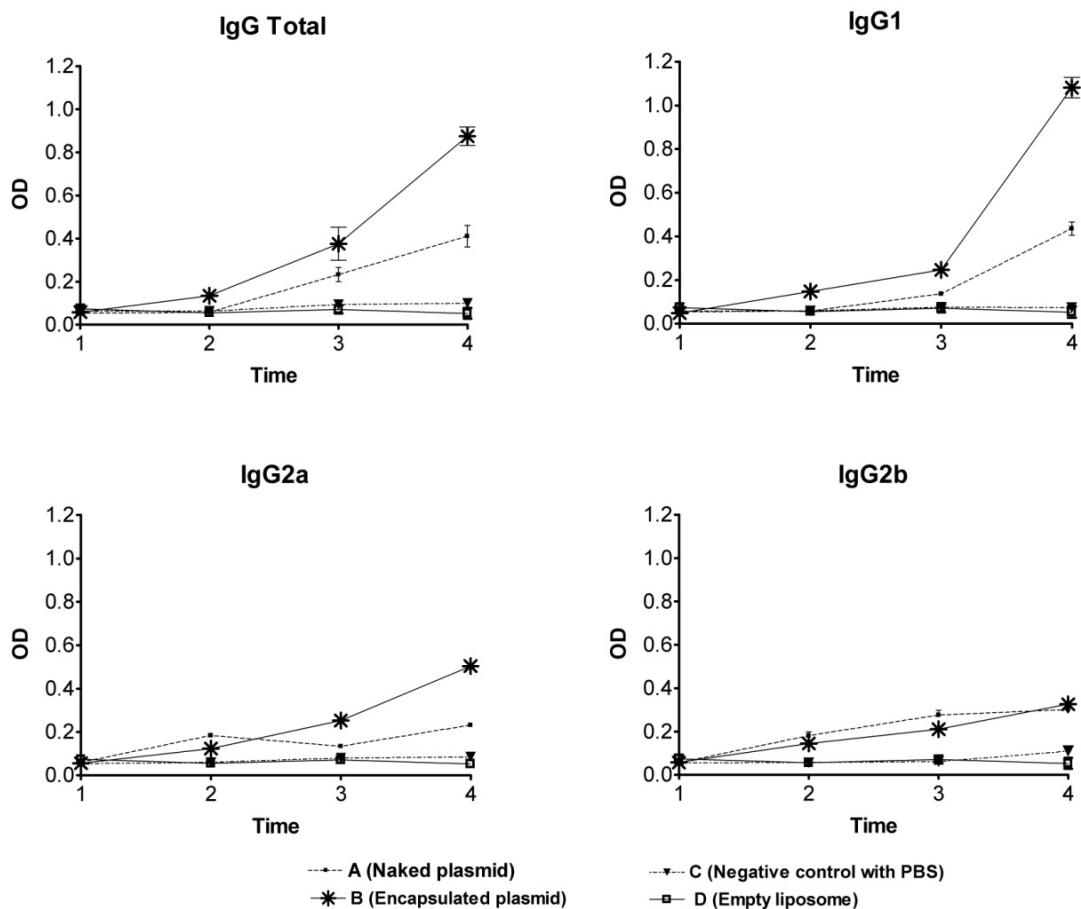 IgG Total
1.2
1.0
0.8
0.6
0.4
0.2
0.0
OD
1 2 3 4
Time
IgG1
1.2
1.0
0.8
0.6
0.4
0.2
0.0
OD
1 2 3 4
Time
IgG2a
1.2
1.0
0.8
0.6
0.4
0.2
0.0
OD
1 2 3 4
Time
IgG2b
1.2
1.0
0.8
0.6
0.4
0.2
0.0
OD
1 2 3 4
Time
A (Naked plasmid)
B (Encapsulated plasmid)
C (Negative control with PBS)
D (Empty liposome)